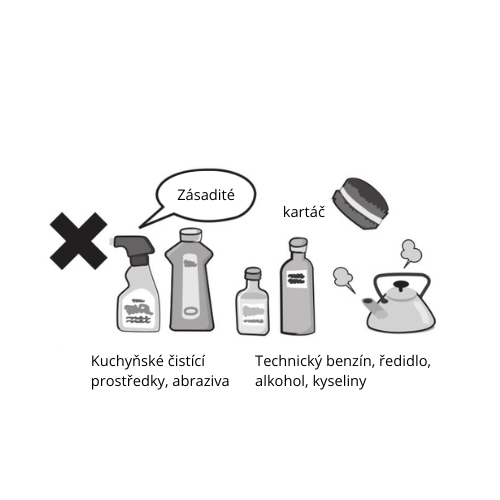 Zásadité
kartáč
Kuchyňské čistící
prostředky, abraziva
Technický benzín, ředidlo,
alkohol, kyseliny